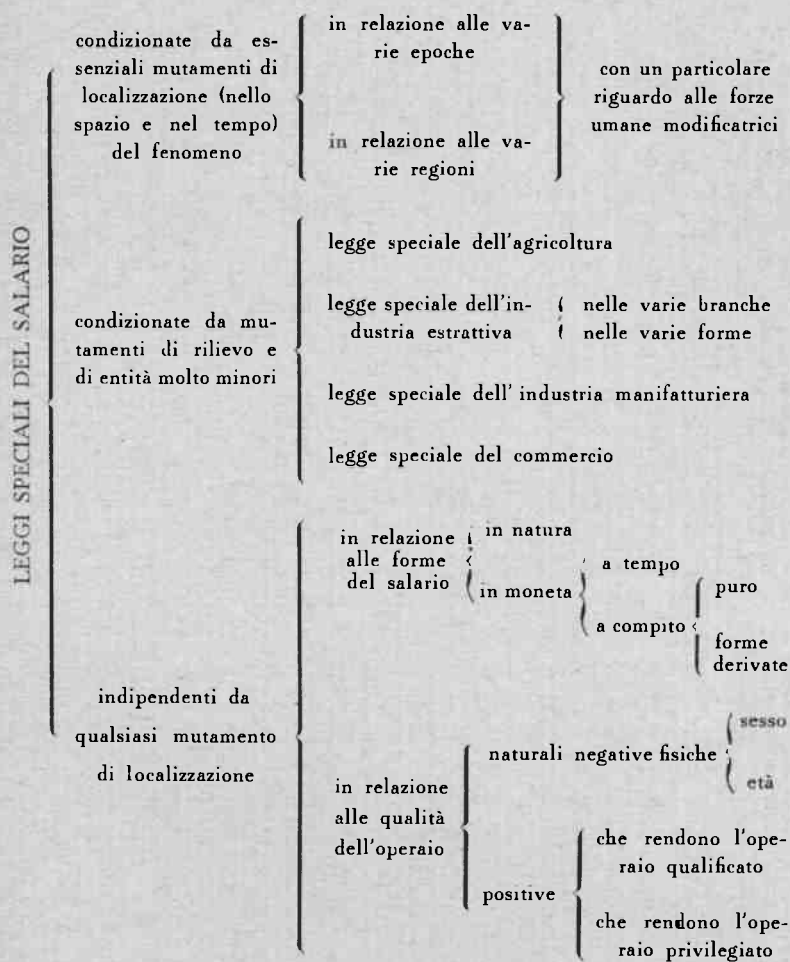 LEGGI SPECIALI DEL SALARIO
condizionate da es-
senziali mutamenti di
localizzazione (nello
spazio e nel tempo)
del fenomeno
in relazione alle va-
rie epoche
in relazione alle va-
rie regioni
con un particolare
riguardo alle forze
umane modificatrici
condizionate da mu-
tamenti di rilievo e
di entità molto minori
legge speciale dell'agricoltura
legge speciale dell'in-
dustria estrattiva
nelle varie branche
nelle varie forme
legge speciale dell' industria manifatturiera
legge speciale del commercio
indipendenti da
qualsiasi mutamento
di localizzazione
in relazione
alle forme
del salario
in natura
in moneta
a tempo
a compito
puro
forme
derivate
in relazione
alle qualità
dell'operaio
naturali negative fisiche
sesso
età
positive
che rendono l'ope-
raio qualificato
che rendono l'ope-
raio privilegiato